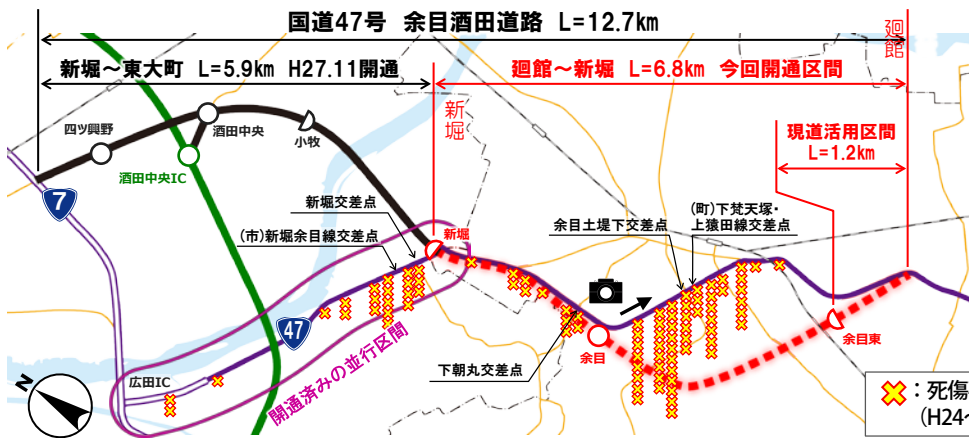 国道47号 余目酒田道路 L=12.7km
新堀～東大町 L=5.9km H27.11開通
廻館～新堀 L=6.8km 今回開通区間
廻館
新堀
現道活用区間
L=1.2km
四ツ興野
酒田中央
小牧
酒田中央IC
7
新堀交差点
(市)新堀余目線交差点
新堀
余目土堤下交差点
(町)下梵天塚・
上猿田線交差点
47
開通済みの並行区間
広田IC
下朝丸交差点
余目
余目東
N
:死傷
(H24～